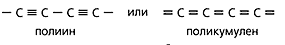 – C ≡ C – C ≡ C – или = C = C = C = C =
полиин поликумулен